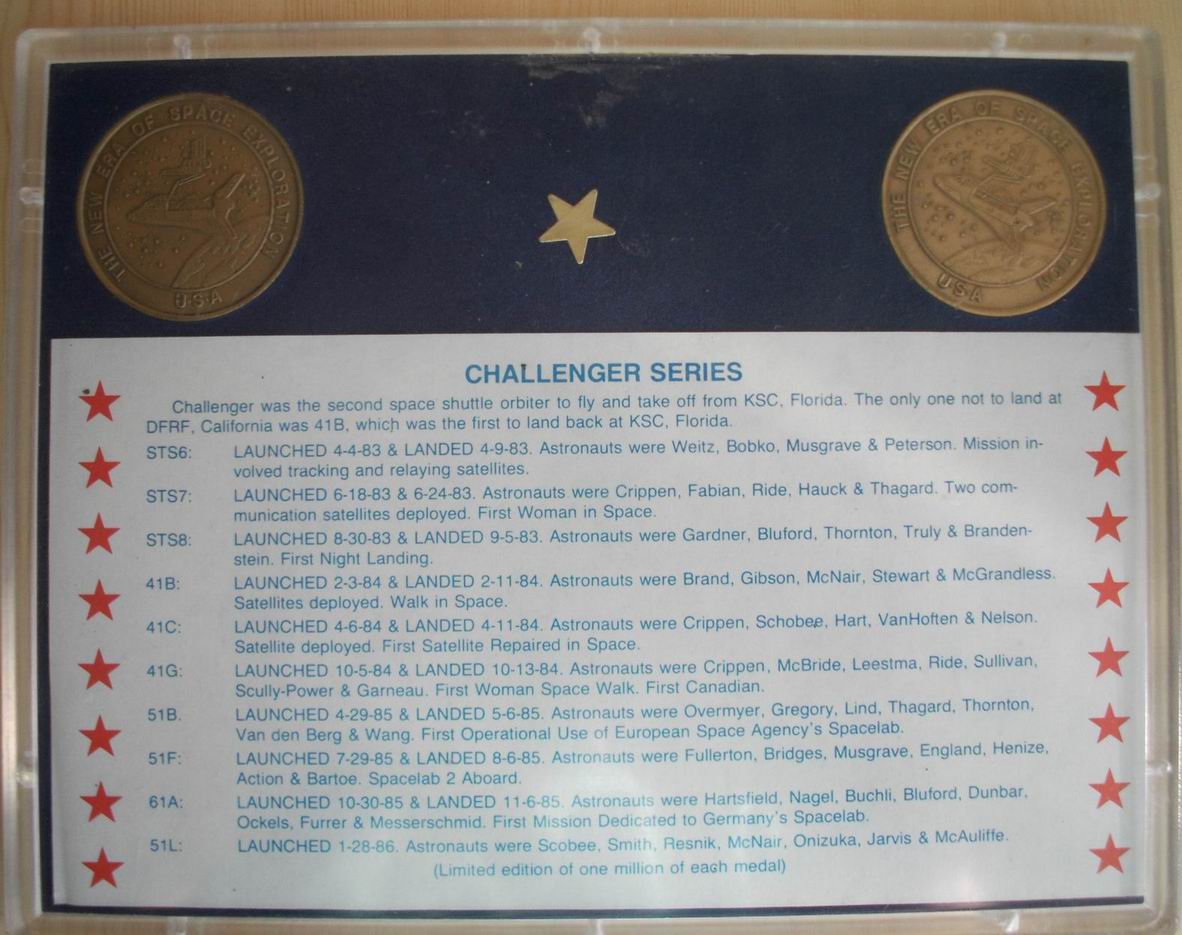 THE NEW ERA OF SPACE EXPLORATION
U·S·A
THE NEW ERA OF SPACE EXPLORATION
U·S·A
CHALLENGER SERIES
Challenger was the second space shuttle orbiter to fly and take off from KSC, Florida. The only one not to land at
DFRF, California was 41B, which was the first to land back at KSC, Florida.
STS6: LAUNCHED 4-4-83 & LANDED 4-9-83. Astronauts were Weitz, Bobko, Musgrave & Peterson. Mission in-
volved tracking and relaying satellites.
STS7: LAUNCHED 6-18-83 & 6-24-83. Astronauts were Crippen, Fabian, Ride, Hauck & Thagard. Two com-
munication satellites deployed. First Woman in Space.
STS8: LAUNCHED 8-30-83 & LANDED 9-5-83. Astronauts were Gardner, Bluford, Thornton, Truly & Branden-
stein. First Night Landing.
41B: LAUNCHED 2-3-84 & LANDED 2-11-84. Astronauts were Brand, Gibson, McNair, Stewart & McGrandless.
Satellites deployed. Walk in Space.
41C: LAUNCHED 4-6-84 & LANDED 4-11-84. Astronauts were Crippen, Schobee, Hart, VanHoften & Nelson.
Satellite deployed. First Satellite Repaired in Space.
41G: LAUNCHED 10-5-84 & LANDED 10-13-84. Astronauts were Crippen, McBride, Leestma, Ride, Sullivan,
Scully-Power & Garneau. First Woman Space Walk. First Canadian.
51B. LAUNCHED 4-29-85 & LANDED 5-6-85. Astronauts were Overmyer, Gregory, Lind, Thagard, Thornton,
Van den Berg & Wang. First Operational Use of European Space Agency's Spacelab.
51F: LAUNCHED 7-29-85 & LANDED 8-6-85. Astronauts were Fullerton, Bridges, Musgrave, England, Henize,
Action & Bartoe. Spacelab 2 Aboard.
61A: LAUNCHED 10-30-85 & LANDED 11-6-85. Astronauts were Hartsfield, Nagel, Buchli, Bluford, Dunbar,
Ockels, Furrer & Messerschmid. First Mission Dedicated to Germany's Spacelab.
51L: LAUNCHED 1-28-86. Astronauts were Scobee, Smith, Resnik, McNair, Onizuka, Jarvis & McAuliffe.
(Limited edition of one million of each medal)